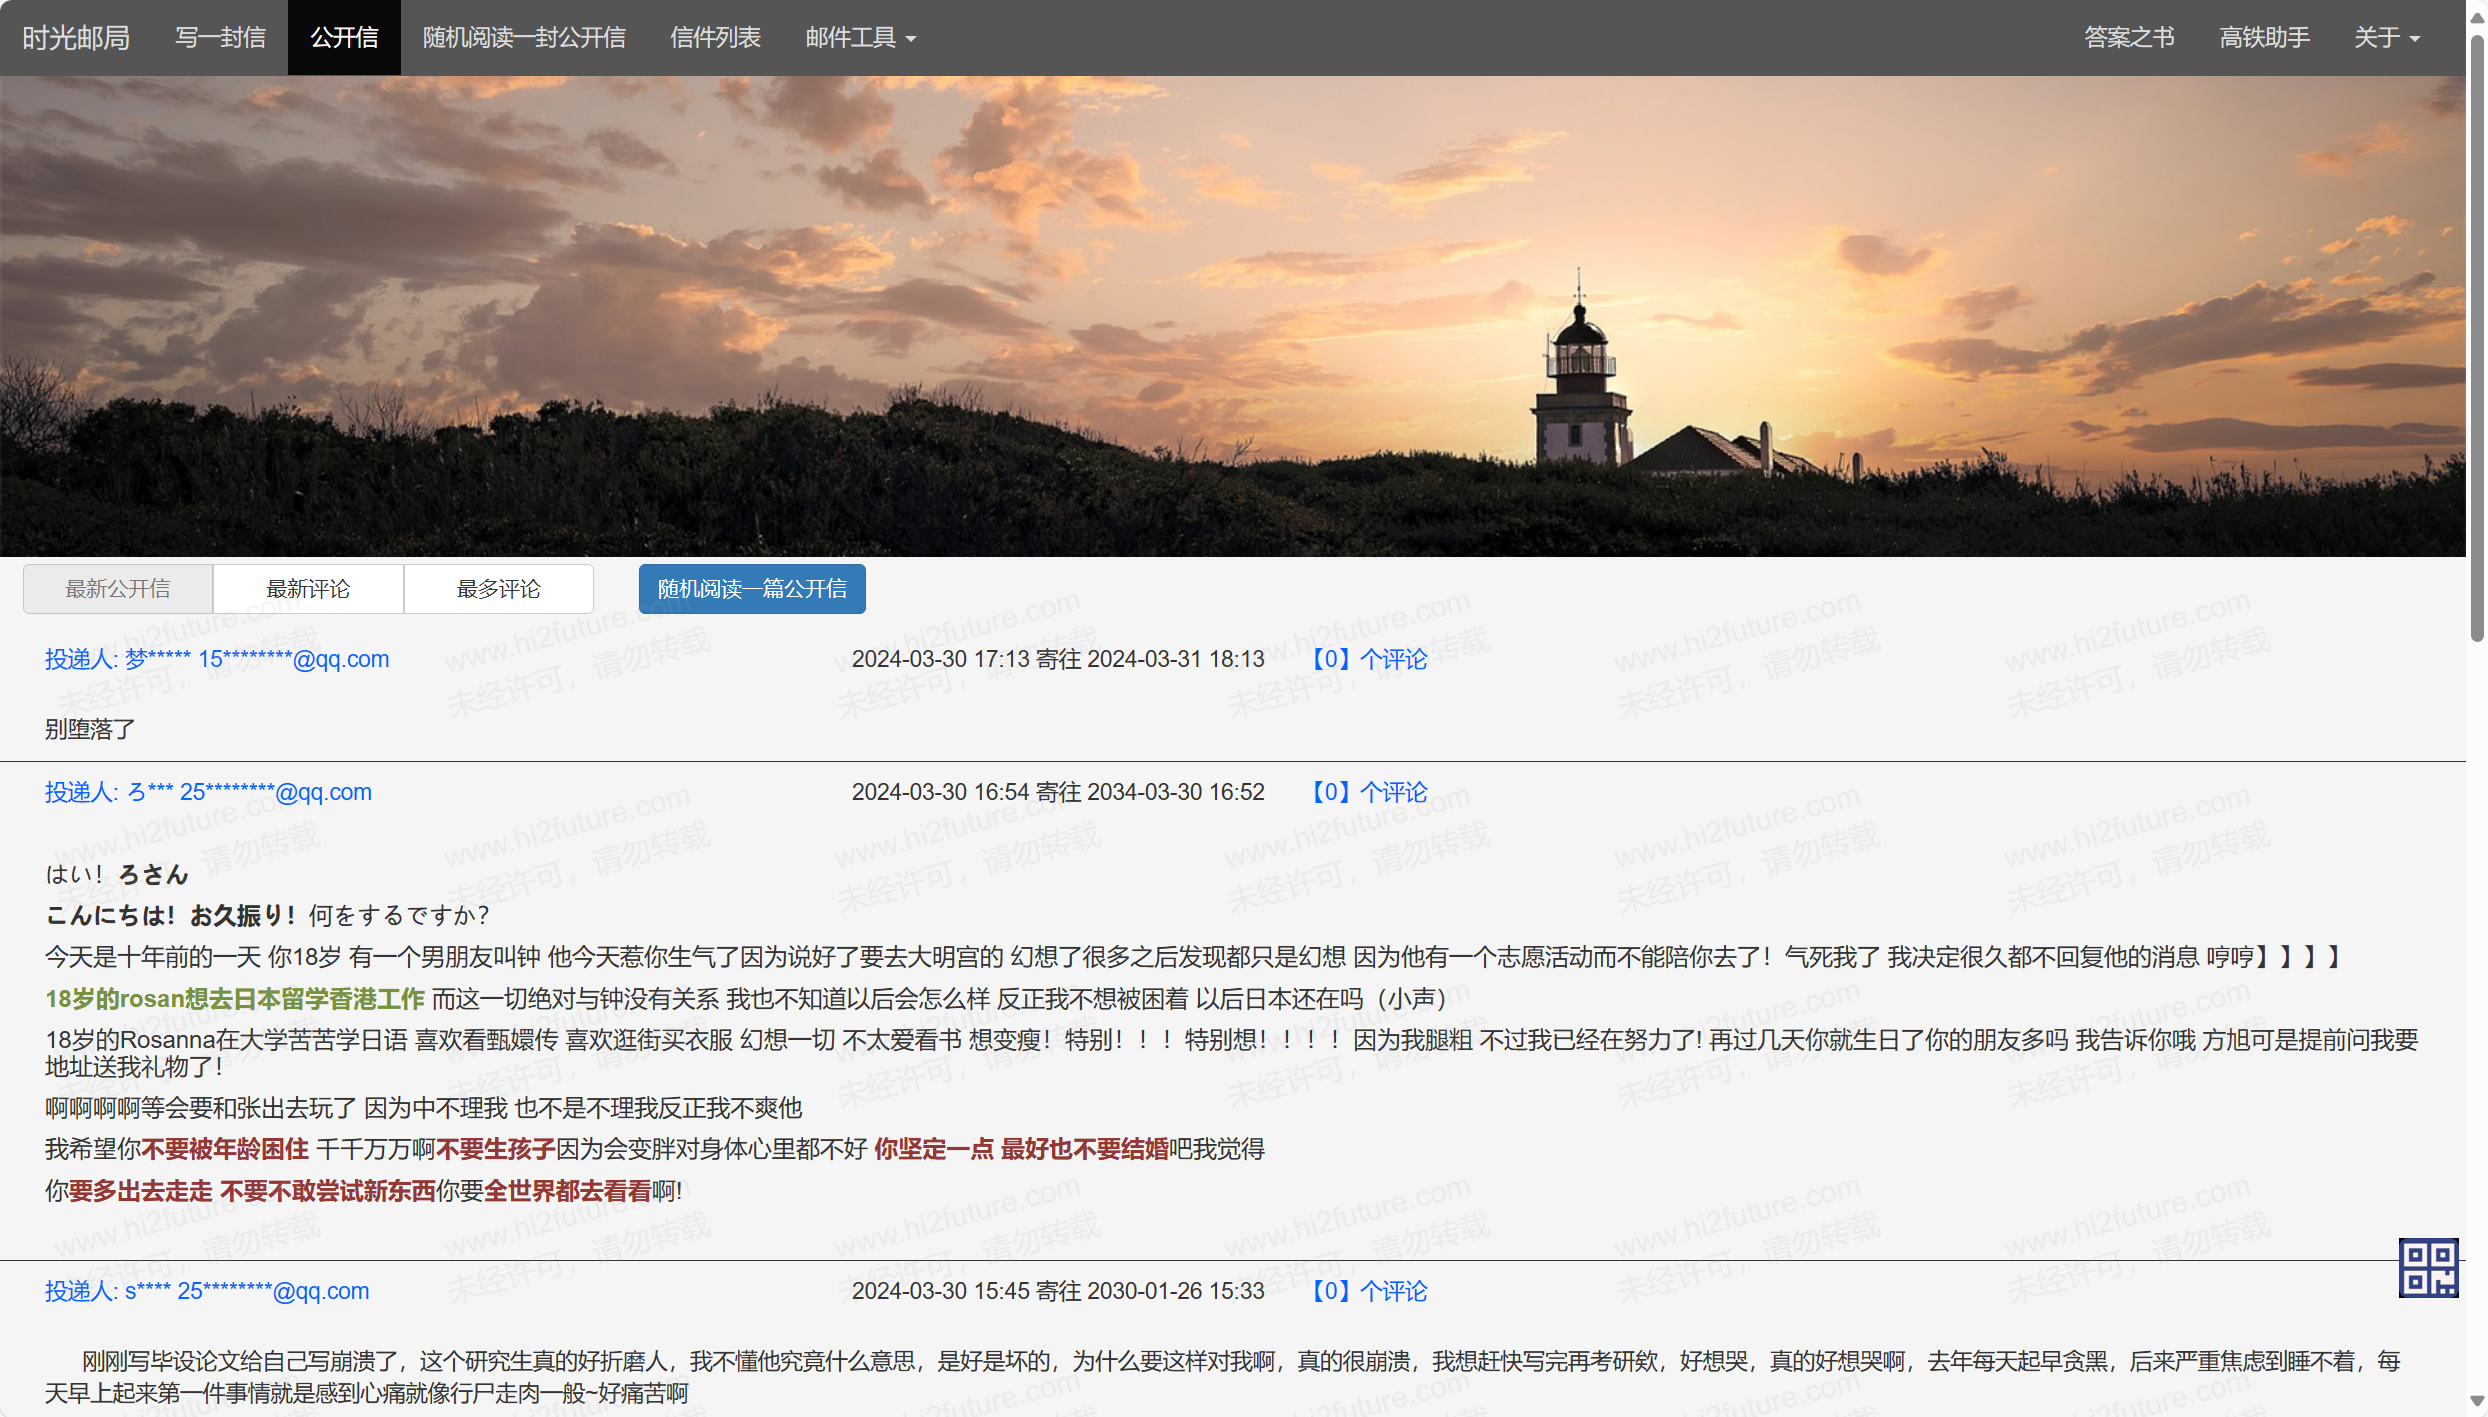 时光邮局 写一封信 公开信 随机阅读一封公开信 信件列表 邮件工具 答案之书 高铁助手 关于
最新公开信 最新评论 最多评论 随机阅读一篇公开信
投递人: 梦***** 15********@qq.com 2024-03-30 17:13 寄往 2024-03-31 18:13 【0】个评论
别堕落了
投递人: ろ*** 25********@qq.com 2024-03-30 16:54 寄往 2034-03-30 16:52 【0】个评论
はい！ろさん
こんにちは！お久振り！何をするですか？
今天是十年前的一天 你18岁 有一个男朋友叫钟 他今天惹你生气了因为说好了要去大明宫的 幻想了很多之后发现都只是幻想 因为他有一个志愿活动而不能陪你去了！气死我了 我决定很久都不回复他的消息 哼哼】】】】
18岁的rosan想去日本留学香港工作 而这一切绝对与钟没有关系 我也不知道以后会怎么样 反正我不想被困着 以后日本还在吗（小声）
18岁的Rosanna在大学苦苦学日语 喜欢看甄嬛传 喜欢逛街买衣服 幻想一切 不太爱看书 想变瘦！特别！！！特别想！！！！因为我腿粗 不过我已经在努力了! 再过几天你就生日了你的朋友多吗 我告诉你哦 方旭可是提前问我要
地址送我礼物了！
啊啊啊啊等会要和张出去玩了 因为中不理我 也不是不理我反正我不爽他
我希望你不要被年龄困住 千千万万啊不要生孩子因为会变胖对身体心里都不好 你坚定一点 最好也不要结婚吧我觉得
你要多出去走走 不要不敢尝试新东西你要全世界都去看看啊!
投递人: s**** 25********@qq.com 2024-03-30 15:45 寄往 2030-01-26 15:33 【0】个评论
刚刚写毕设论文给自己写崩溃了，这个研究生真的好折磨人，我不懂他究竟什么意思，是好是坏的，为什么要这样对我啊，真的很崩溃，我想赶快写完再考研欸，好想哭，真的好想哭啊，去年每天起早贪黑，后来严重焦虑到睡不着，每
天早上起来第一件事情就是感到心痛就像行尸走肉一般~好痛苦啊
www.hi2future.com
未经许可，请勿转载